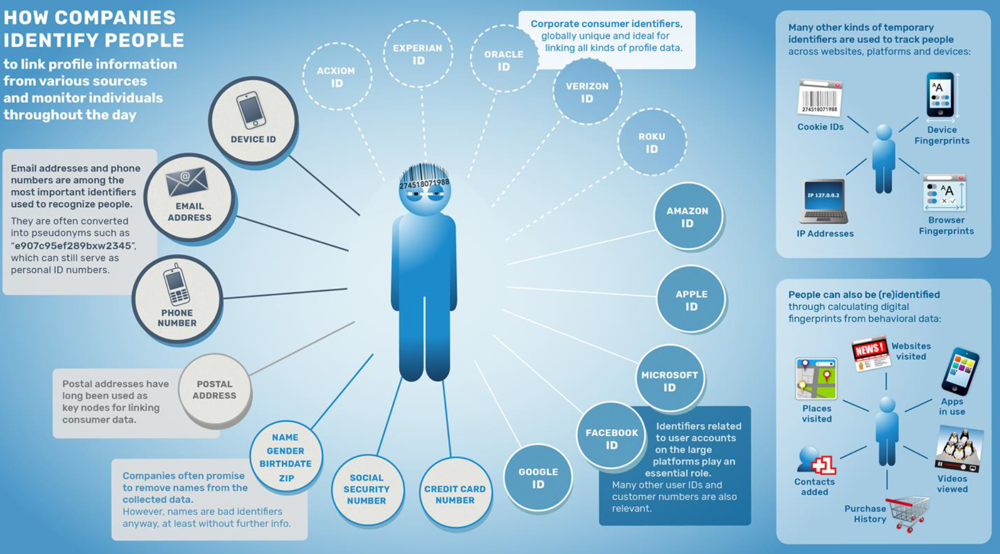 HOW COMPANIES
IDENTIFY PEOPLE
to link profile information
from various sources
and monitor individuals
throughout the day
DEVICE ID
Email addresses and phone
numbers are among the
most important identifiers
used to recognize people.
They are often converted
into pseudonyms such as
“e907c95ef289bxw2345”,
which can still serve as
personal ID numbers.
@
EMAIL
ADDRESS
PHONE
NUMBER
Postal addresses have
long been used as
key nodes for linking
consumer data.
POSTAL
ADDRESS
Companies often promise
to remove names from the
collected data.
However, names are bad identifiers
anyway, at least without further info.
NAME
GENDER
BIRTHDATE
ZIP
SOCIAL
SECURITY
NUMBER
CREDIT CARD
NUMBER
274518071988
ACXIOM
ID
EXPERIAN
ID
ORACLE
ID
Corporate consumer identifiers,
globally unique and ideal for
linking all kinds of profile data.
VERIZON
ID
ROKU
ID
AMAZON
ID
APPLE
ID
MICROSOFT
ID
FACEBOOK
ID
GOOGLE
ID
Identifiers related
to user accounts
on the large
platforms play an
essential role.
Many other user IDs and
customer numbers are also
relevant.
Many other kinds of temporary
identifiers are used to track people
across websites, platforms and devices:
274518071988
Cookie IDs
AA
Device
Fingerprints
IP 127.0.0.2
IP Addresses
AA
Browser
Fingerprints
People can also be (re)identified
through calculating digital
fingerprints from behavioral data:
NEWS !
Websites
visited
Places
visited
Apps
in use
+1
Contacts
added
Videos
viewed
Purchase
History